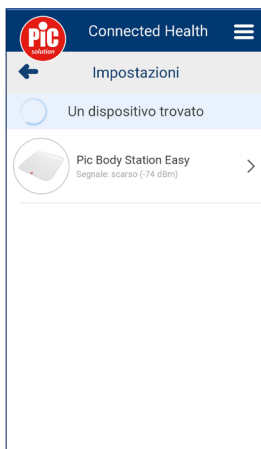 PiC
solution
Connected Health
Impostazioni
Un dispositivo trovato
Pic Body Station Easy
Segnale: scarso (-74 dBm)